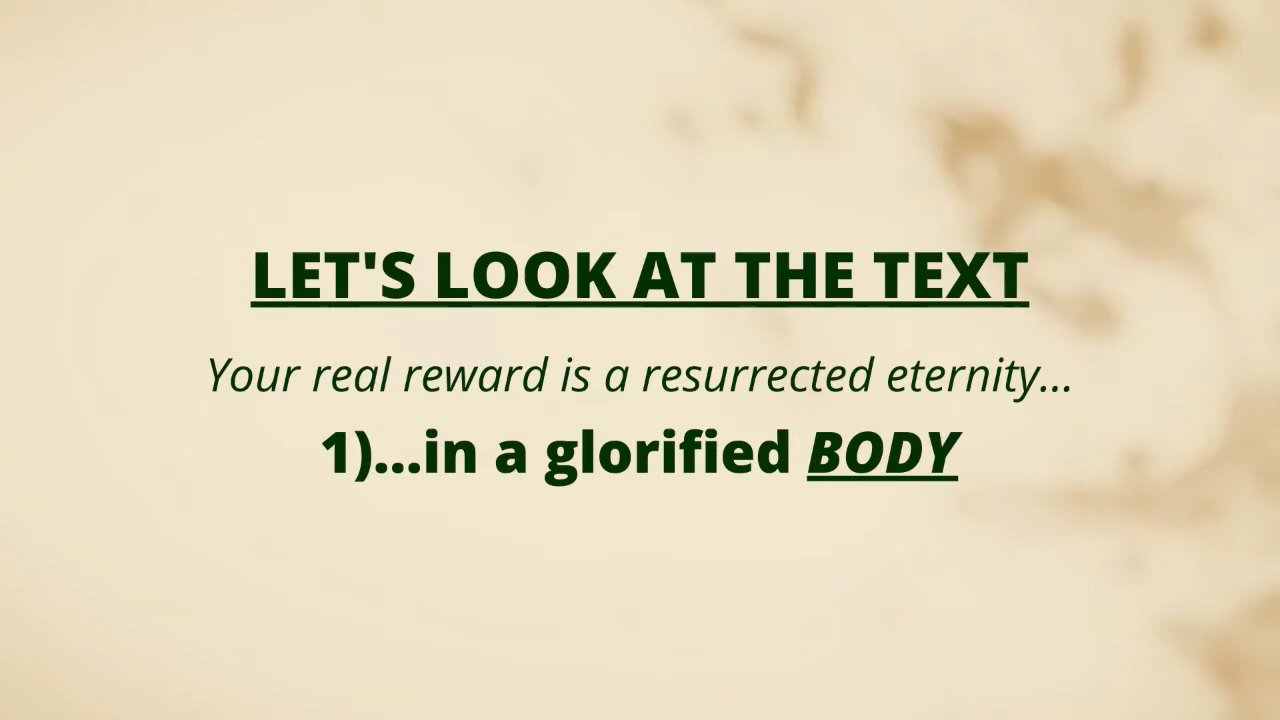 LET'S LOOK AT THE TEXT
Your real reward is a resurrected eternity...
1)...in a glorified BODY